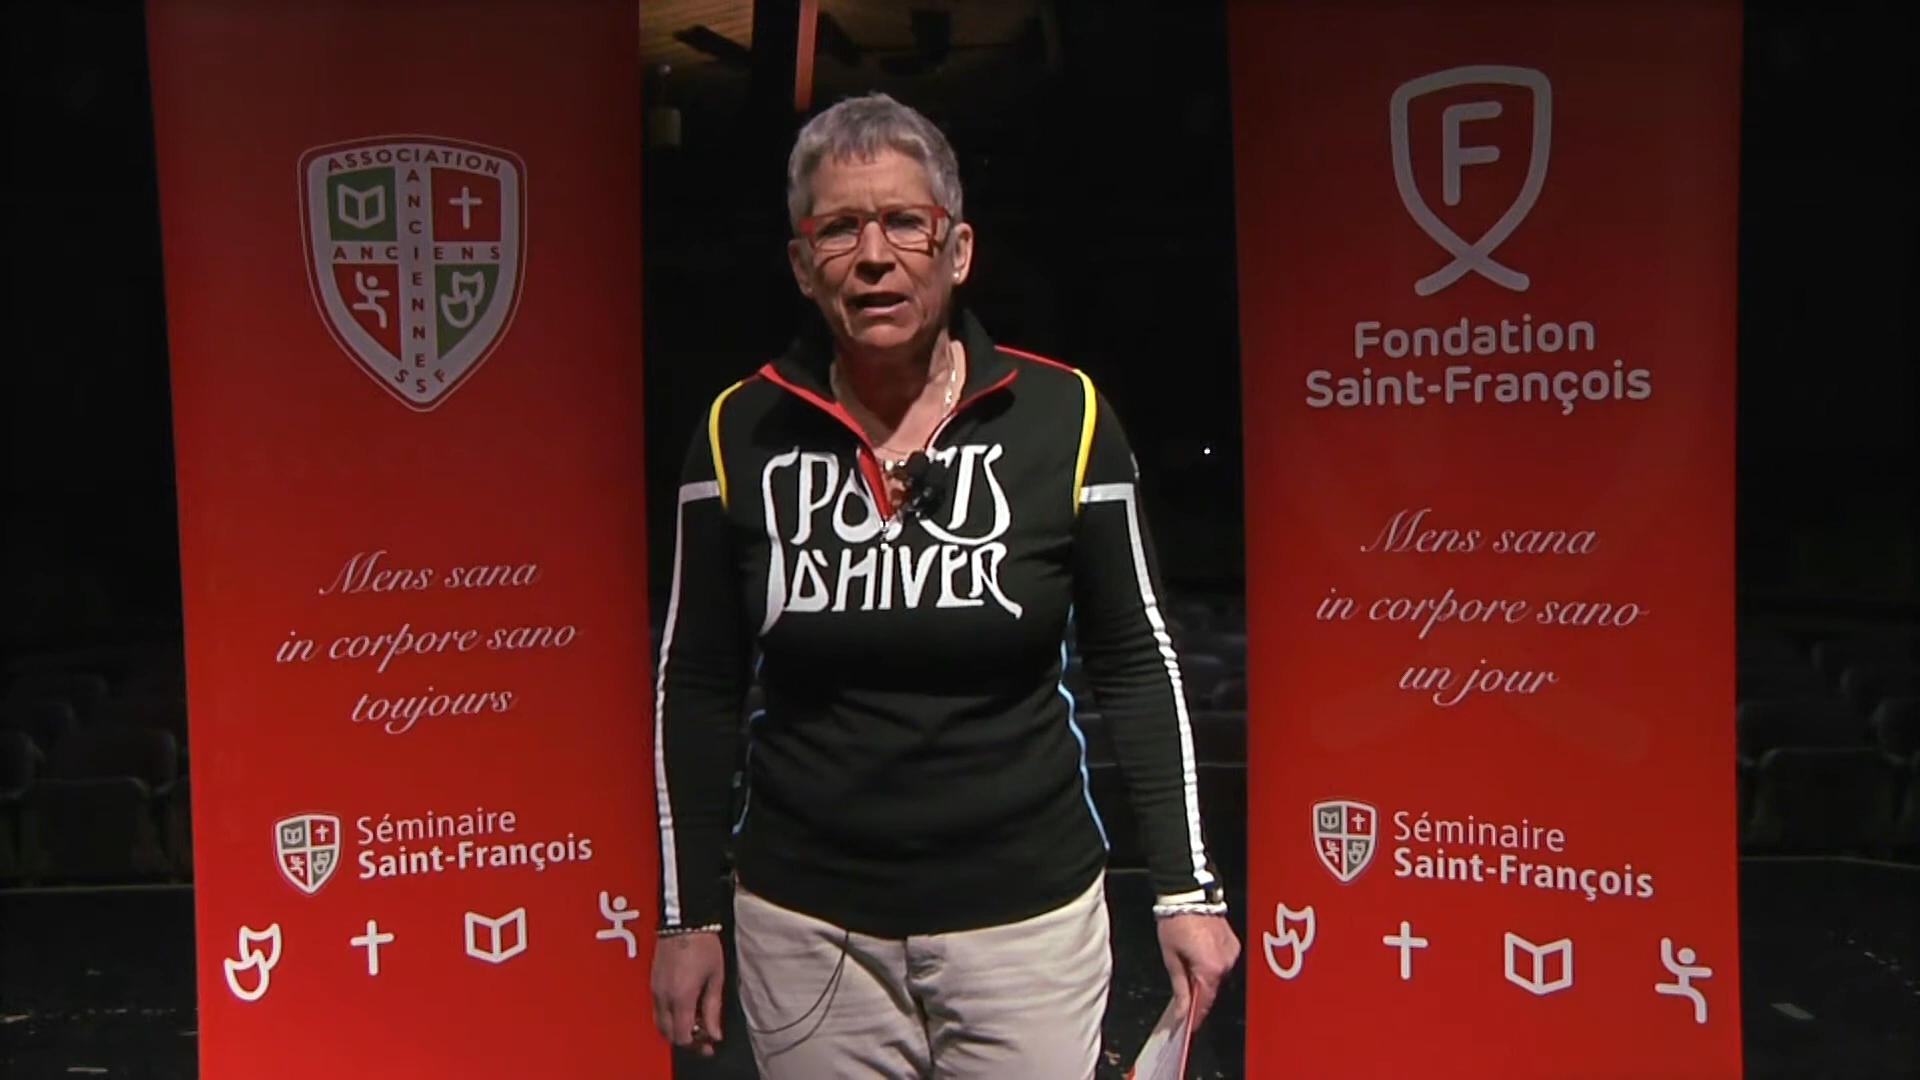 ASSOCIATION
ANCIENNES
ANCIENS
SSF
Mens sana
in corpore sano
toujours
Séminaire
Saint-François
SPORTS
D'HIVER
F
Fondation
Saint-François
Mens sana
in corpore sano
un jour
Séminaire
Saint-François